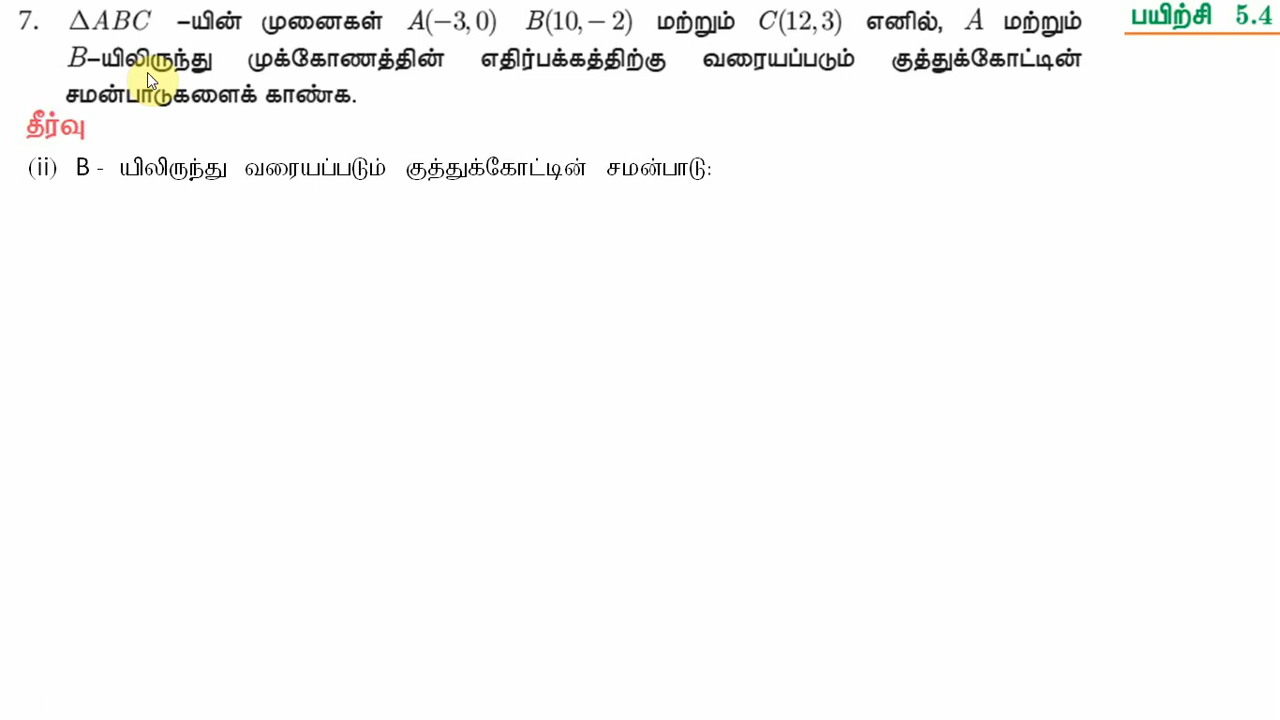 7. ΔABC –யின் முனைகள் A(−3, 0) B(10, − 2) மற்றும் C(12, 3) எனில், A மற்றும்
பயிற்சி 5.4
B–யிலிருந்து முக்கோணத்தின் எதிர்பக்கத்திற்கு வரையப்படும் குத்துக்கோட்டின்
சமன்பாடுகளைக் காண்க.
தீர்வு
(ii) B - யிலிருந்து வரையப்படும் குத்துக்கோட்டின் சமன்பாடு: